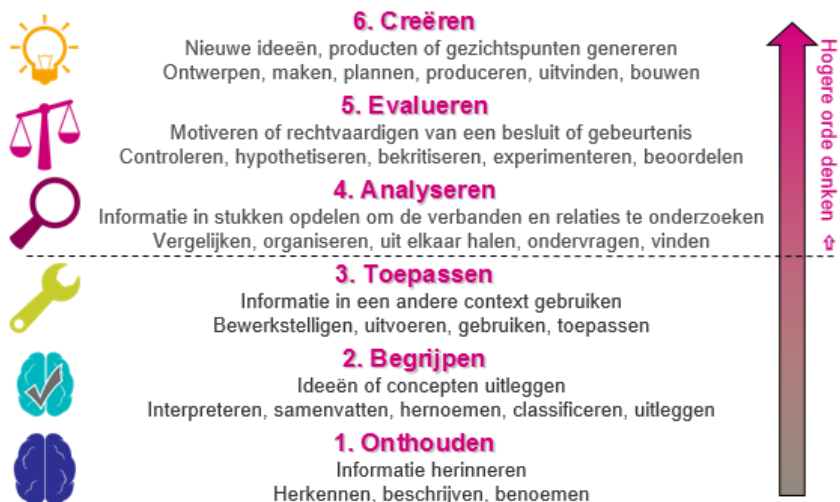 6. Creëren
Nieuwe ideeën, producten of gezichtspunten genereren
Ontwerpen, maken, plannen, produceren, uitvinden, bouwen
5. Evalueren
Motiveren of rechtvaardigen van een besluit of gebeurtenis
Controleren, hypothetiseren, bekritiseren, experimenteren, beoordelen
4. Analyseren
Informatie in stukken opdelen om de verbanden en relaties te onderzoeken
Vergelijken, organiseren, uit elkaar halen, ondervragen, vinden
3. Toepassen
Informatie in een andere context gebruiken
Bewerkstelligen, uitvoeren, gebruiken, toepassen
2. Begrijpen
Ideeën of concepten uitleggen
Interpreteren, samenvatten, hernoemen, classificeren, uitleggen
1. Onthouden
Informatie herinneren
Herkennen, beschrijven, benoemen
Hogere orde denken ⇨